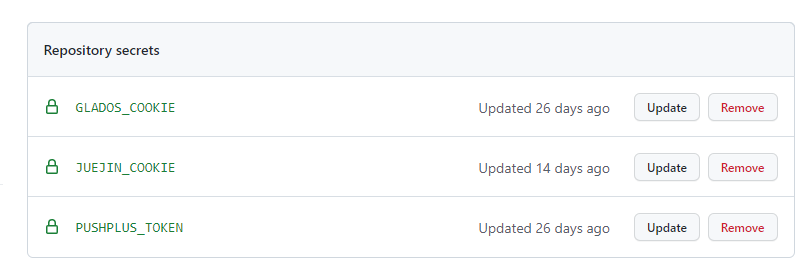 Repository secrets
GLADOS_COOKIE Updated 26 days ago Update Remove
JUEJIN_COOKIE Updated 14 days ago Update Remove
PUSHPLUS_TOKEN Updated 26 days ago Update Remove